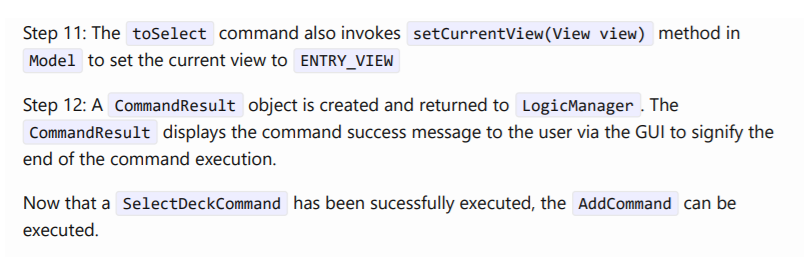 Step 11: The toSelect command also invokes setCurrentView(View view) method in
Model to set the current view to ENTRY_VIEW
Step 12: A CommandResult object is created and returned to LogicManager. The
CommandResult displays the command success message to the user via the GUI to signify the
end of the command execution.
Now that a SelectDeckCommand has been sucessfully executed, the AddCommand can be
executed.